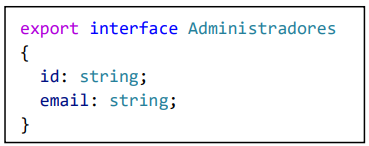 export interface Administradores
{
  id: string;
  email: string;
}